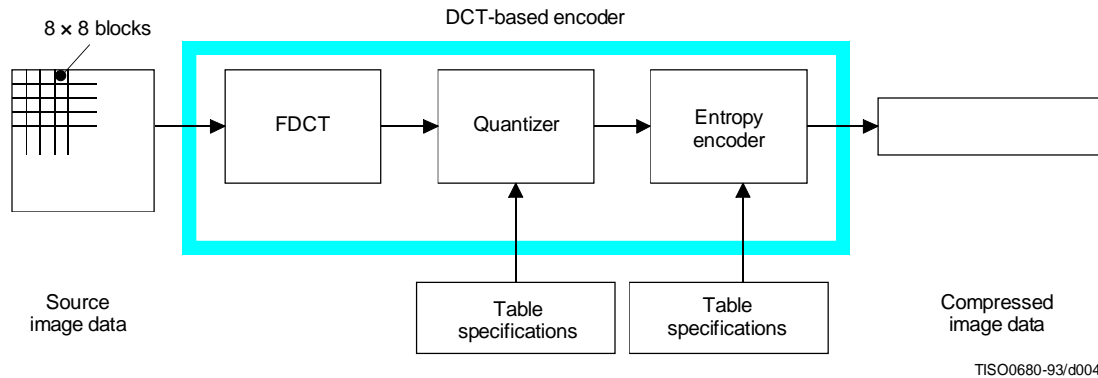 DCT-based encoder
8 × 8 blocks
FDCT
Quantizer
Entropy
encoder
Source
image data
Table
specifications
Table
specifications
Compressed
image data
TISO0680-93/d004